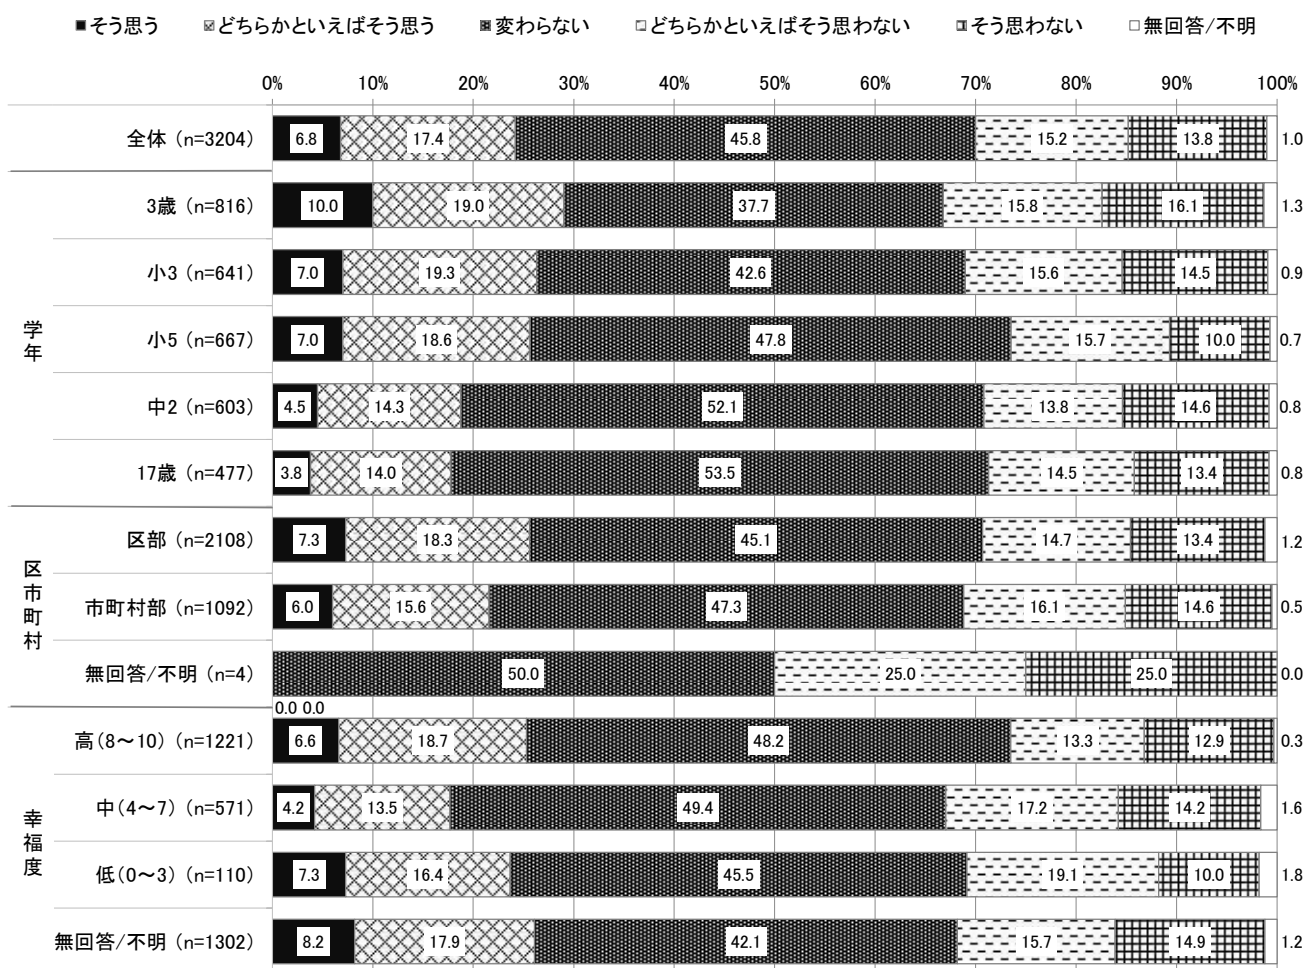 ■そう思う ▨どちらかといえばそう思う ▩変わらない □どちらかといえばそう思わない ▥そう思わない □無回答/不明
0% 10% 20% 30% 40% 50% 60% 70% 80% 90% 100%
全体 (n=3204) 6.8 17.4 45.8 15.2 13.8 1.0
学年
3歳 (n=816) 10.0 19.0 37.7 15.8 16.1 1.3
小3 (n=641) 7.0 19.3 42.6 15.6 14.5 0.9
小5 (n=667) 7.0 18.6 47.8 15.7 10.0 0.7
中2 (n=603) 4.5 14.3 52.1 13.8 14.6 0.8
17歳 (n=477) 3.8 14.0 53.5 14.5 13.4 0.8
区市町村
区部 (n=2108) 7.3 18.3 45.1 14.7 13.4 1.2
市町村部 (n=1092) 6.0 15.6 47.3 16.1 14.6 0.5
無回答/不明 (n=4) 50.0 25.0 25.0 0.0
0.0 0.0
幸福度
高(8～10) (n=1221) 6.6 18.7 48.2 13.3 12.9 0.3
中(4～7) (n=571) 4.2 13.5 49.4 17.2 14.2 1.6
低(0～3) (n=110) 7.3 16.4 45.5 19.1 10.0 1.8
無回答/不明 (n=1302) 8.2 17.9 42.1 15.7 14.9 1.2